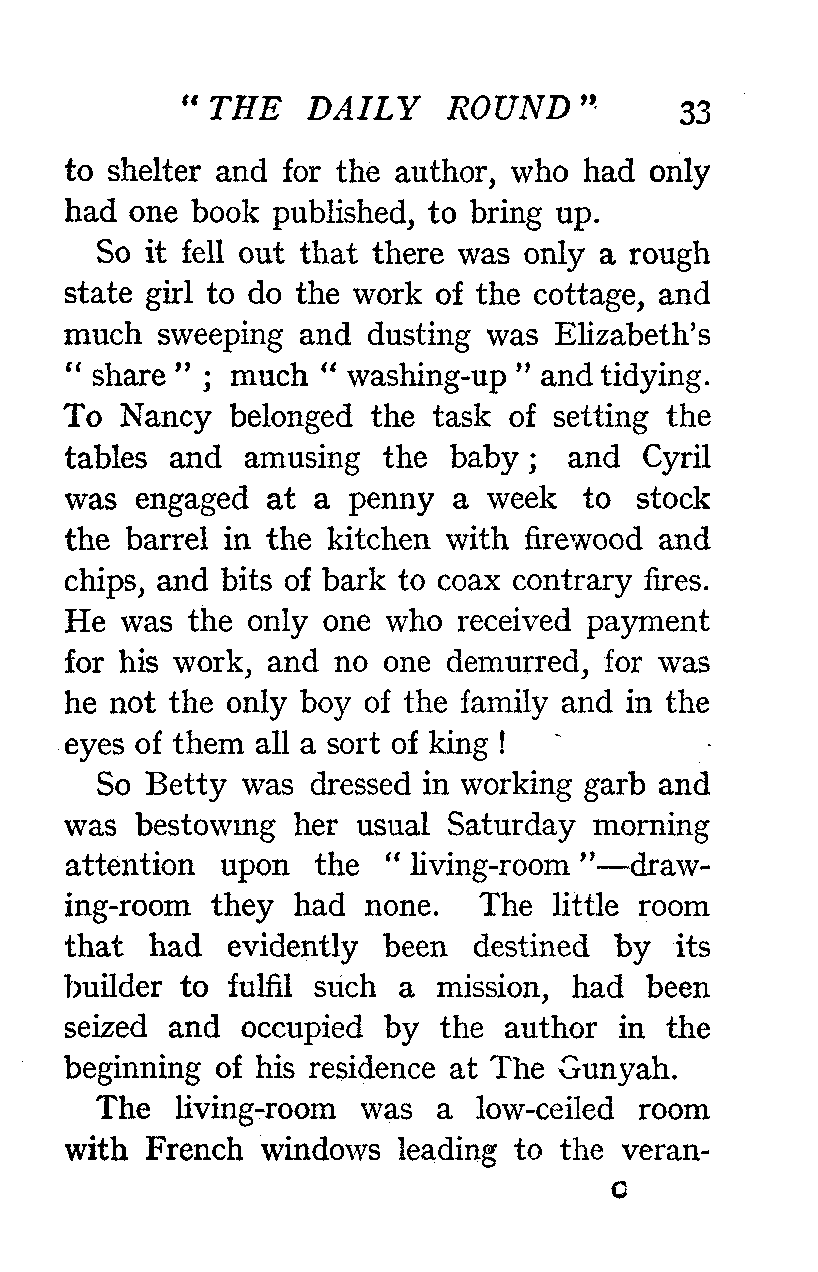 “ THE DAILY ROUND ” 33
to shelter and for the author, who had only
had one book published, to bring up.
So it fell out that there was only a rough
state girl to do the work of the cottage, and
much sweeping and dusting was Elizabeth’s
“ share ” ; much “ washing-up ” and tidying.
To Nancy belonged the task of setting the
tables and amusing the baby ; and Cyril
was engaged at a penny a week to stock
the barrel in the kitchen with firewood and
chips, and bits of bark to coax contrary fires.
He was the only one who received payment
for his work, and no one demurred, for was
he not the only boy of the family and in the
eyes of them all a sort of king !
So Betty was dressed in working garb and
was bestowing her usual Saturday morning
attention upon the “ living-room ”—draw-
ing-room they had none. The little room
that had evidently been destined by its
builder to fulfil such a mission, had been
seized and occupied by the author in the
beginning of his residence at The Gunyah.
The living-room was a low-ceiled room
with French windows leading to the veran-
C